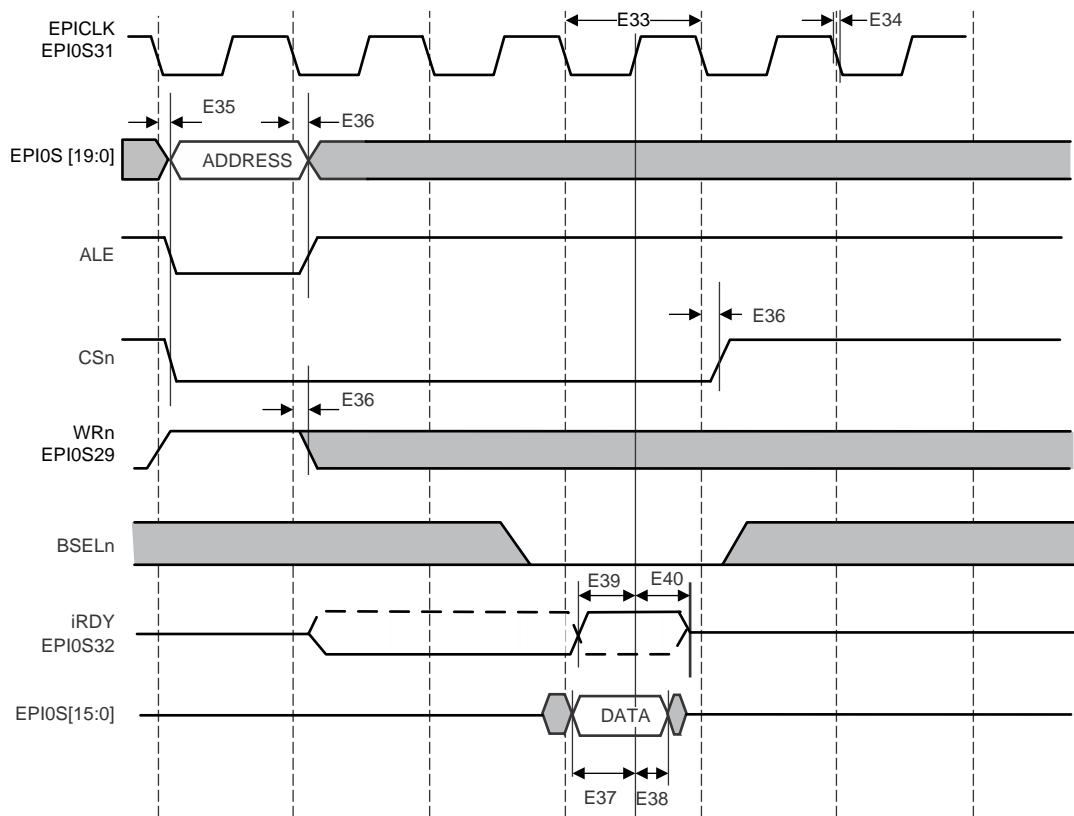 EPICLK
EPI0S31
E33
E34
E35
E36
EPI0S [19:0]
ADDRESS
ALE
E36
CSn
E36
WRn
EPI0S29
BSELn
E39
E40
iRDY
EPI0S32
EPI0S[15:0]
DATA
E37
E38